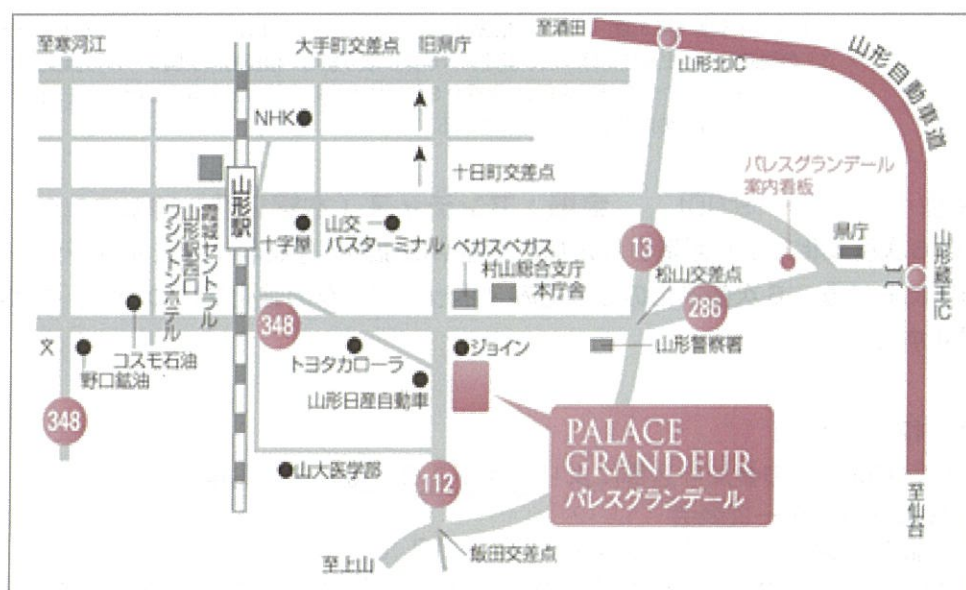 至寒河江
大手町交差点
旧県庁
至酒田
山形北IC
山形自動車道
NHK
十日町交差点
パレスグランデール
案内看板
山形駅
霞城セントラル
山形駅西口
ワシントンホテル
十字屋
山交
バスターミナル
ベガスベガス
村山総合支庁
本庁舎
13
松山交差点
県庁
山形蔵王IC
286
348
文
コスモ石油
野口鉱油
トヨタカローラ
ジョイン
山形警察署
山形日産自動車
348
PALACE
GRANDEUR
パレスグランデール
山大医学部
112
至仙台
飯田交差点
至上山